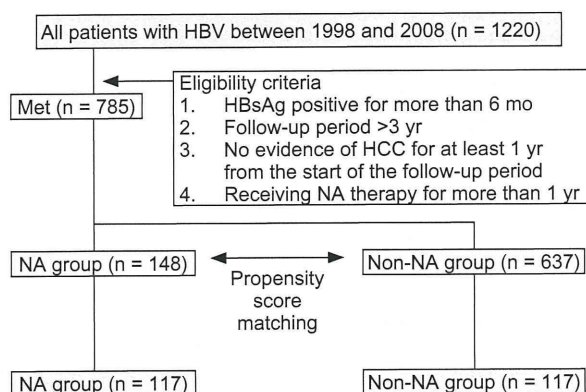 All patients with HBV between 1998 and 2008 (n = 1220)
Eligibility criteria
1. HBsAg positive for more than 6 mo
2. Follow-up period >3 yr
3. No evidence of HCC for at least 1 yr
from the start of the follow-up period
4. Receiving NA therapy for more than 1 yr
Met (n = 785)
NA group (n = 148)
Non-NA group (n = 637)
Propensity
score
matching
NA group (n = 117)
Non-NA group (n = 117)